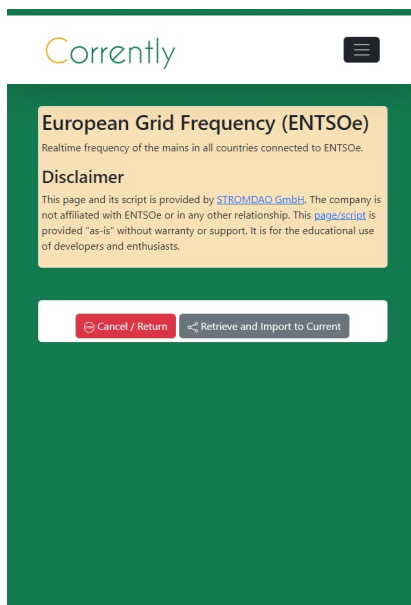 Corrently
European Grid Frequency (ENTSOe)
Realtime frequency of the mains in all countries connected to ENTSOe.
Disclaimer
This page and its script is provided by STROMDAO GmbH. The company is
not affiliated with ENTSOe or in any other relationship. This page/script is
provided "as-is" without warranty or support. It is for the educational use
of developers and enthusiasts.
Cancel / Return
Retrieve and Import to Current